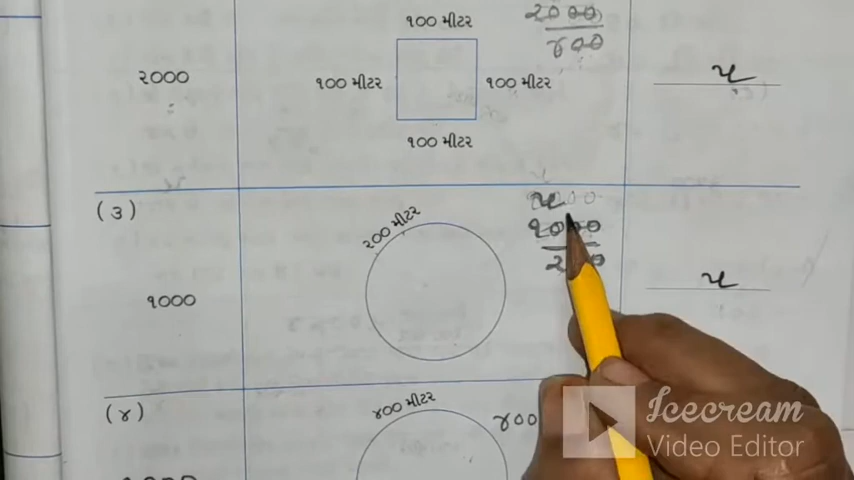 ૧૦૦ મીટર
૨૦૦૦
૪૦૦
૨૦૦૦
૧૦૦ મીટર
૧૦૦ મીટર
૫
૧૦૦ મીટર
(૩)
૫
૧૦૦૦
૨૦૦ મીટર
૧૦૦૦
૫
(૪)
૪૦૦ મીટર
૪૦૦
Icecream
Video Editor